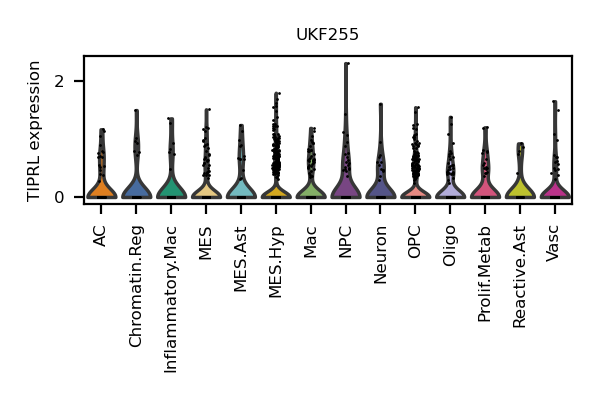 UKF255
TIPRL expression
2
0
AC
Chromatin.Reg
Inflammatory.Mac
MES
MES.Ast
MES.Hyp
Mac
NPC
Neuron
OPC
Oligo
Prolif.Metab
Reactive.Ast
Vasc